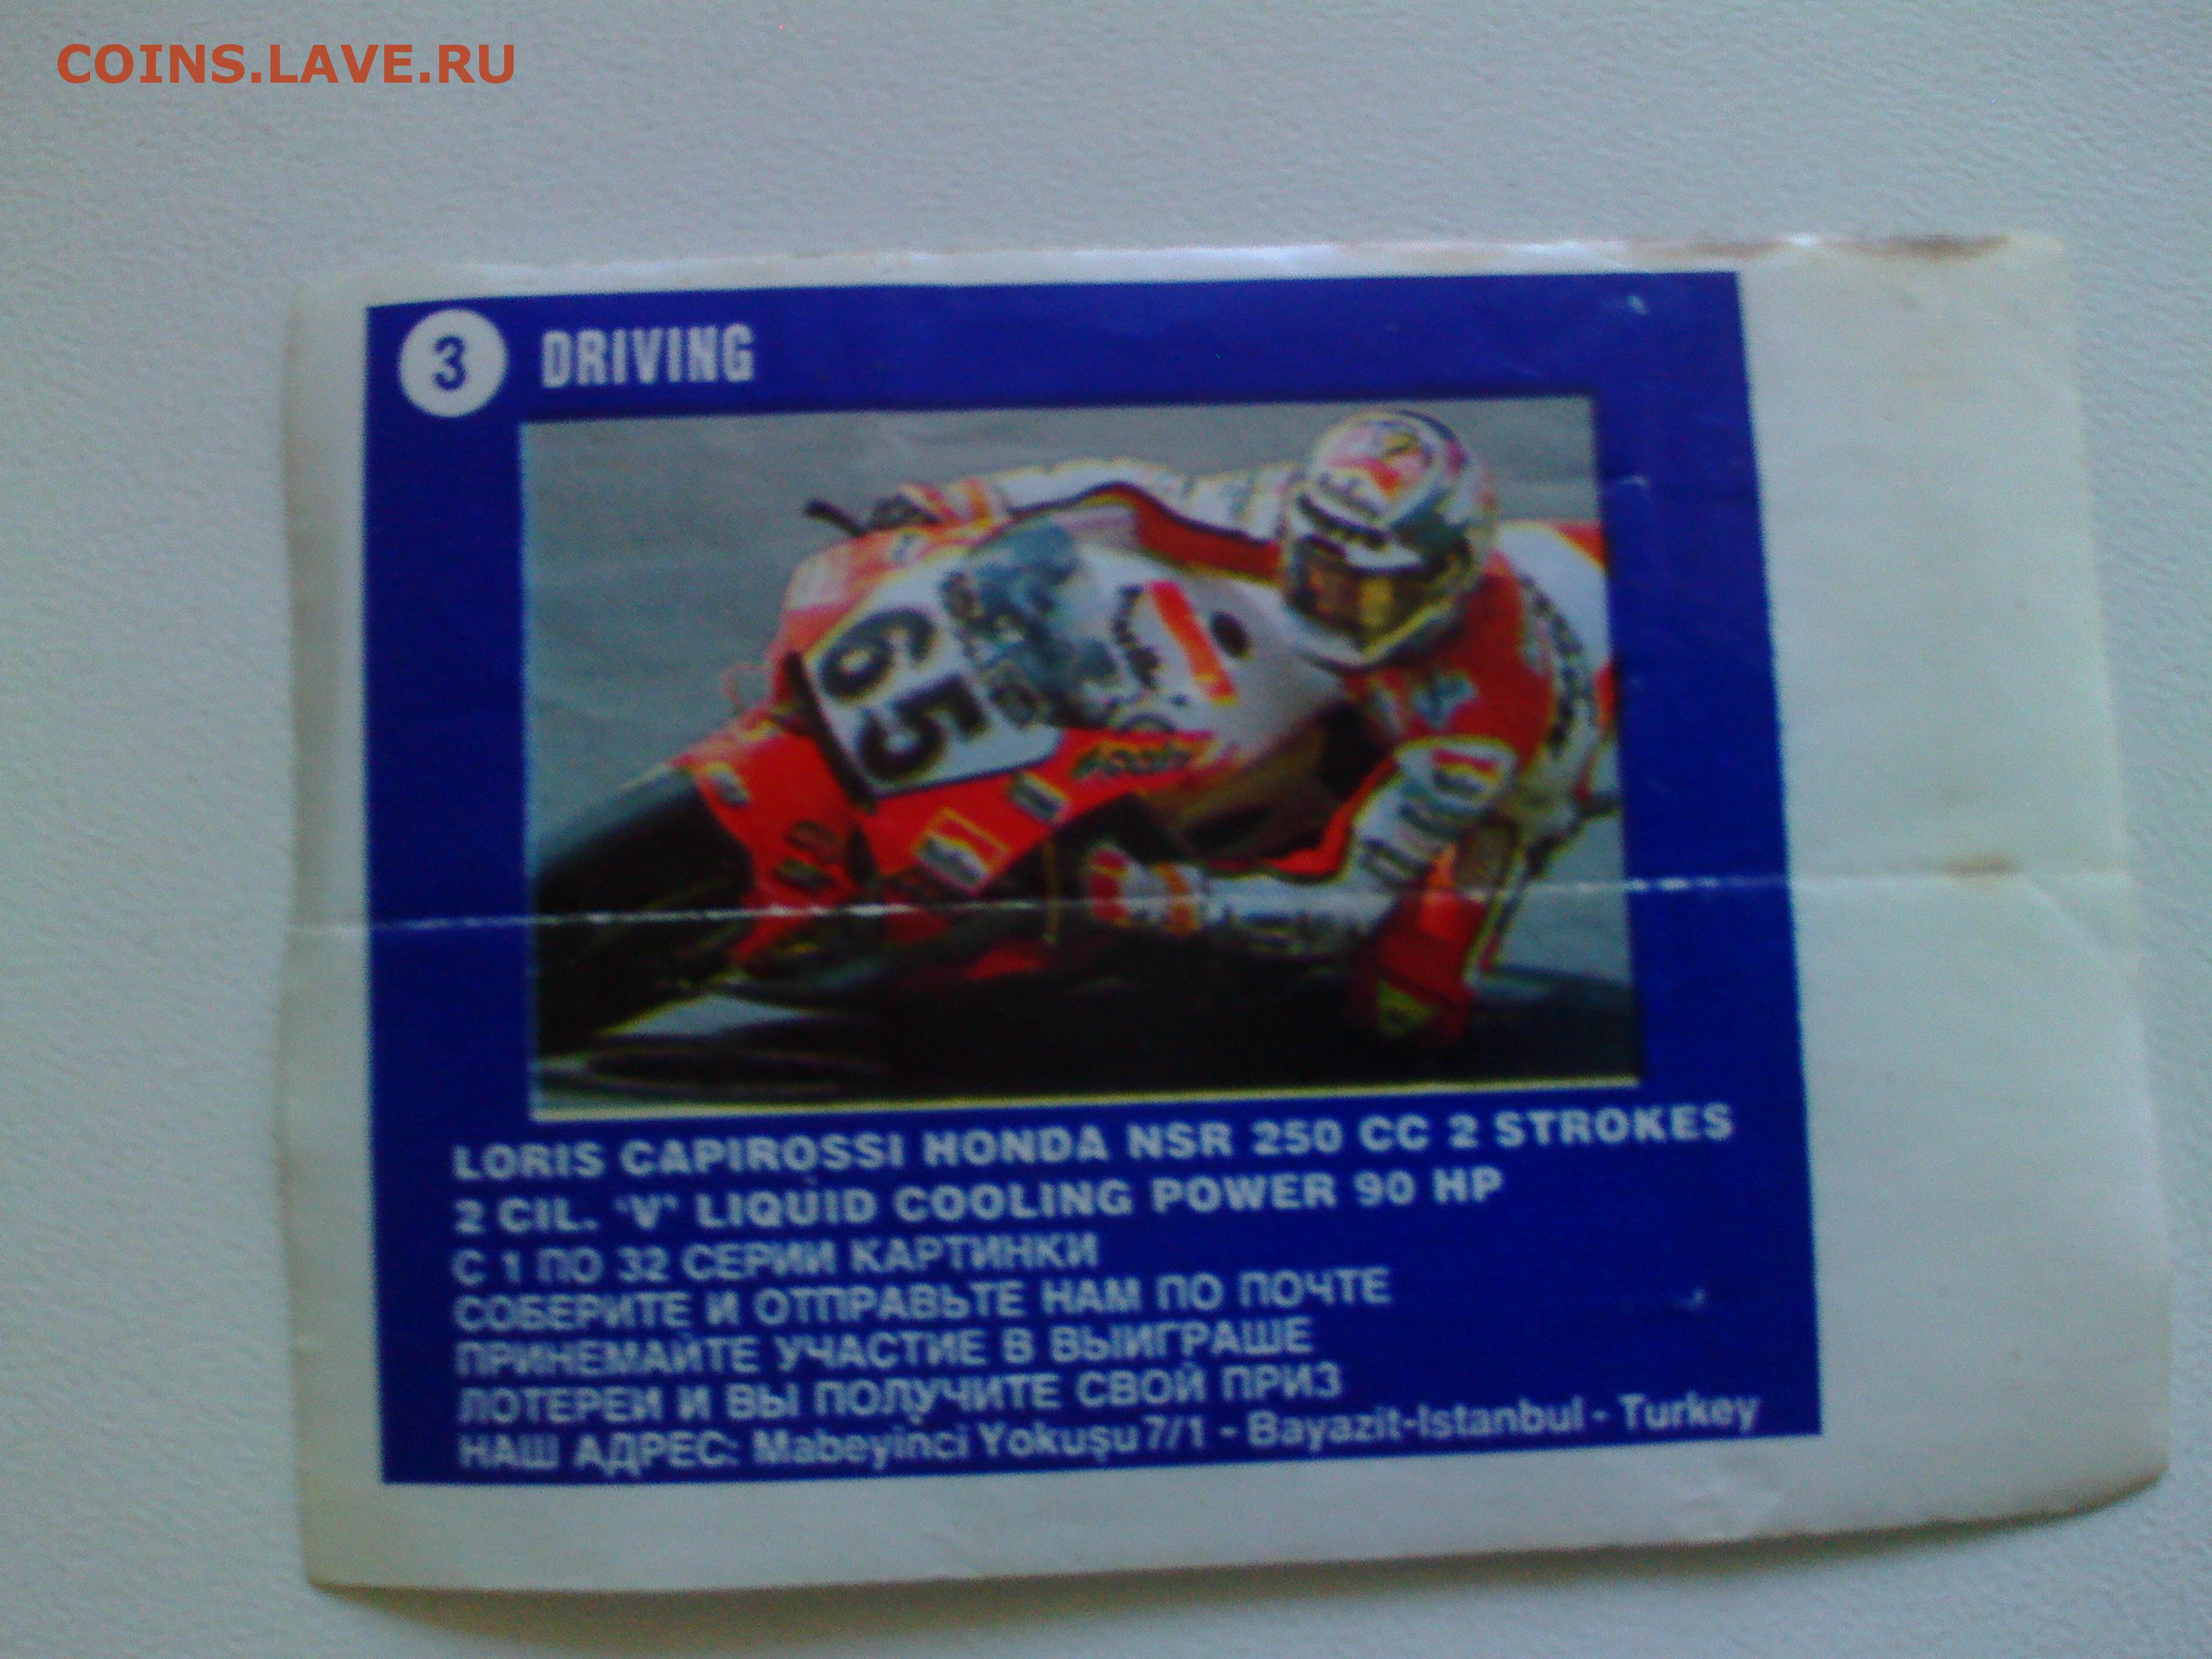 COINS.LAVE.RU
3 DRIVING
65
LORIS CAPIROSSI HONDA NSR 250 CC 2 STROKES
2 CIL. 'V' LIQUID COOLING POWER 90 HP
С 1 ПО 32 СЕРИИ КАРТИНКИ
СОБЕРИТЕ И ОТПРАВЬТЕ НАМ ПО ПОЧТЕ
ПРИНЕМАЙТЕ УЧАСТИЕ В ВЫИГРАШЕ
ЛОТЕРЕИ И ВЫ ПОЛУЧИТЕ СВОЙ ПРИЗ
НАШ АДРЕС: Mabeyinci Yokuşu 7/1 - Bayazit-Istanbul - Turkey